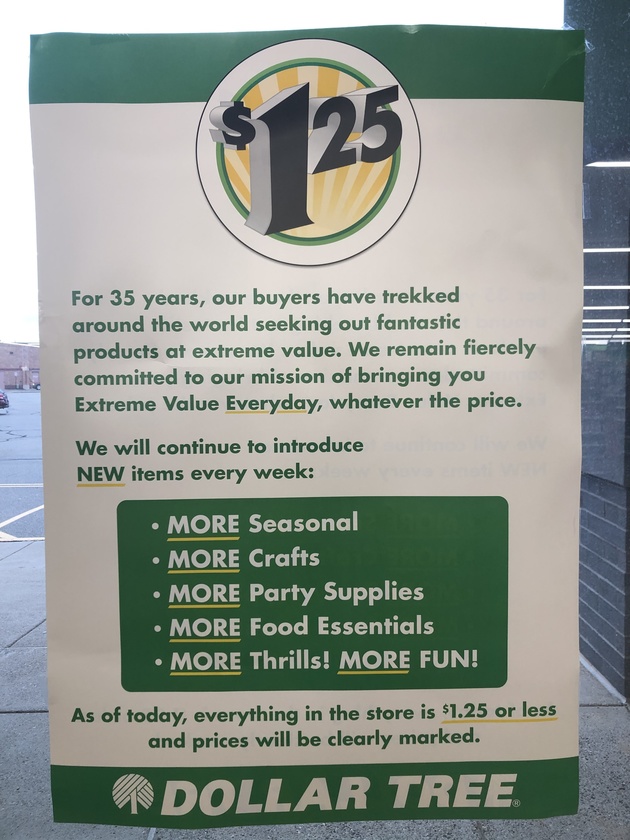 $1 25
For 35 years, our buyers have trekked
around the world seeking out fantastic
products at extreme value. We remain fiercely
committed to our mission of bringing you
Extreme Value Everyday, whatever the price.
We will continue to introduce
NEW items every week:
• MORE Seasonal
• MORE Crafts
• MORE Party Supplies
• MORE Food Essentials
• MORE Thrills! MORE FUN!
As of today, everything in the store is $1.25 or less
and prices will be clearly marked.
DOLLAR TREE®